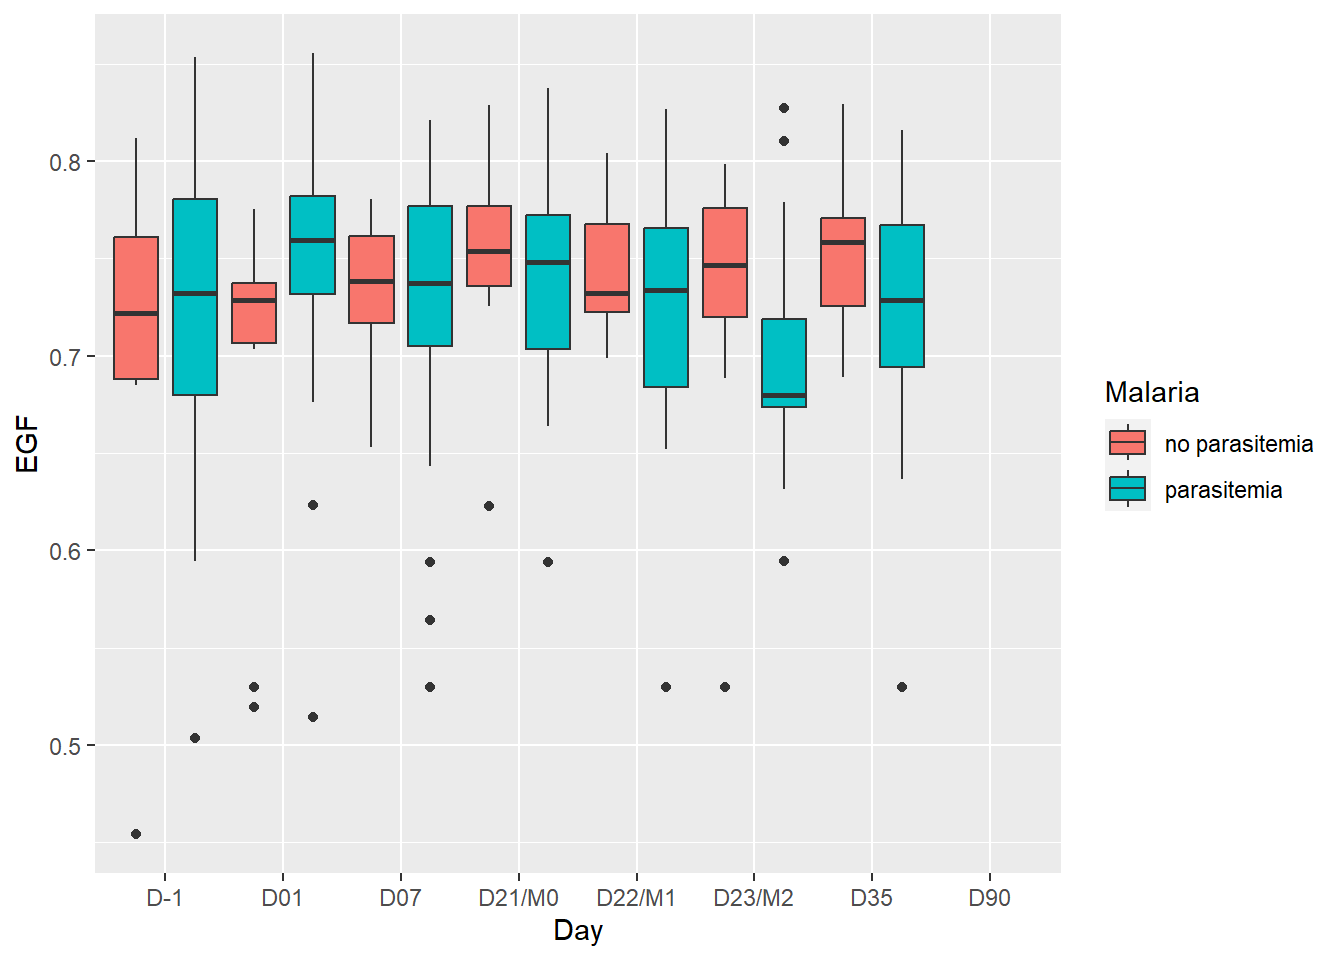 EGF
0.8
0.7
0.6
0.5
D-1 D01 D07 D21/M0 D22/M1 D23/M2 D35 D90
Day
Malaria
no parasitemia
parasitemia